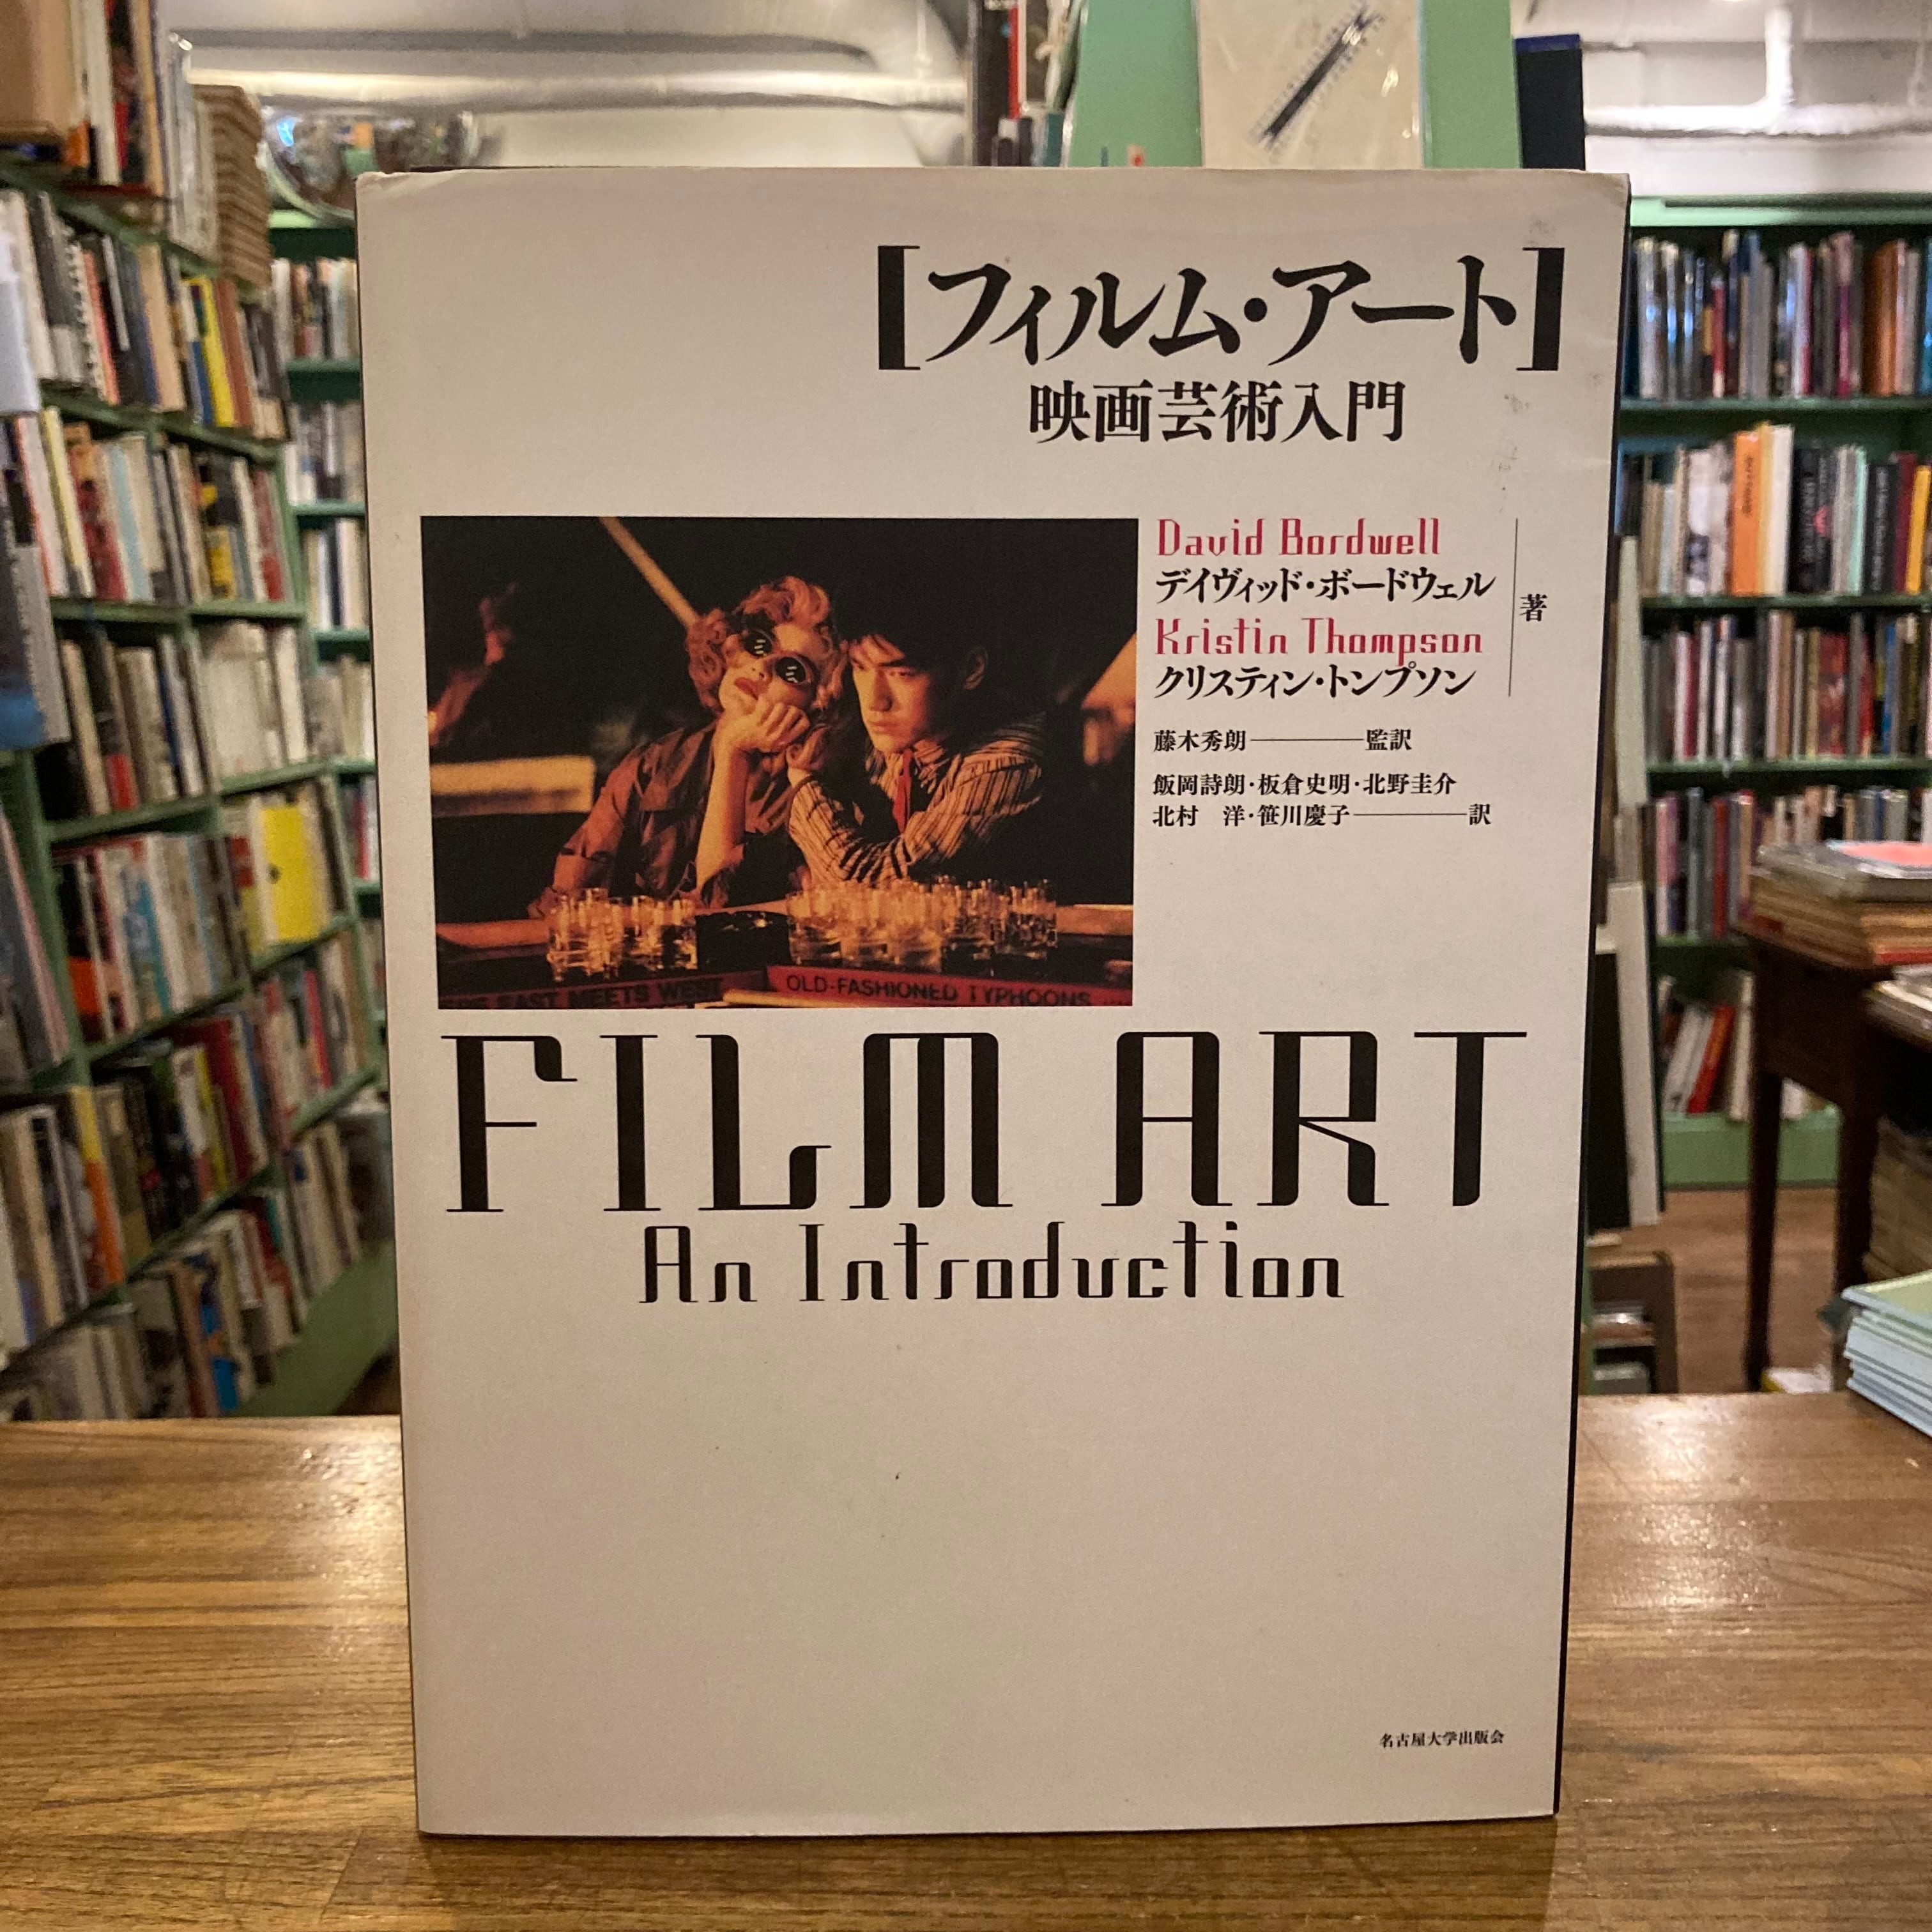 [フィルム・アート]
映画芸術入門
David Bordwell
デイヴィッド・ボードウェル
Kristin Thompson
クリスティン・トンプソン
著
藤木秀朗————監訳
飯岡詩朗・板倉史明・北野圭介
北村　洋・笹川慶子————訳
EAST MEETS WEST
OLD-FASHIONED TYPHOONS ...
FILM ART
An Introduction
名古屋大学出版会